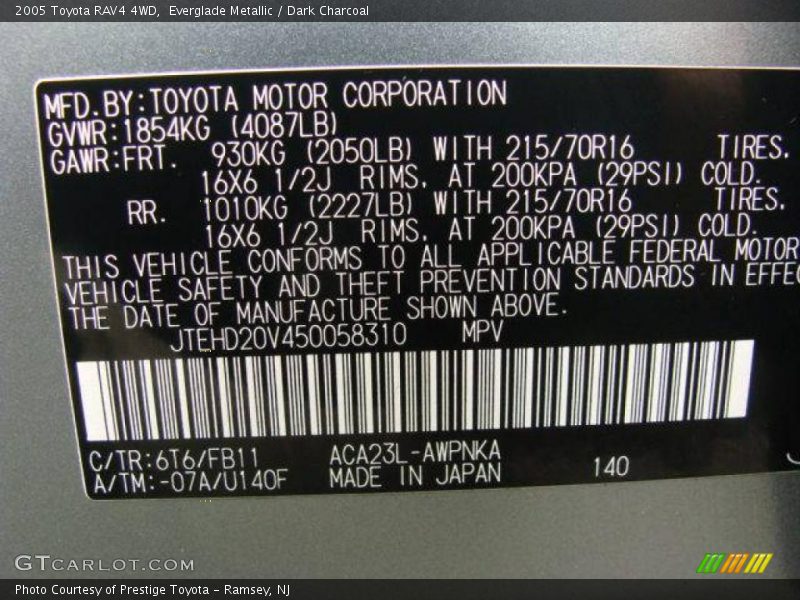 2005 Toyota RAV4 4WD,  Everglade Metallic / Dark Charcoal
MFD.BY:TOYOTA MOTOR CORPORATION
GVWR:1854KG (4087LB)
GAWR:FRT. 930KG (2050LB) WITH 215/70R16 TIRES.
16X6 1/2J RIMS, AT 200KPA (29PSI) COLD.
RR. 1010KG (2227LB) WITH 215/70R16 TIRES.
16X6 1/2J RIMS, AT 200KPA (29PSI) COLD.
THIS VEHICLE CONFORMS TO ALL APPLICABLE FEDERAL MOTOR
VEHICLE SAFETY AND THEFT PREVENTION STANDARDS IN EFFEC
THE DATE OF MANUFACTURE SHOWN ABOVE.
JTEHD20V450058310 MPV
C/TR:6T6/FB11 ACA23L-AWPNKA
A/TM:-07A/U140F MADE IN JAPAN 140
GTCARLOT.COM
Photo Courtesy of Prestige Toyota - Ramsey, NJ